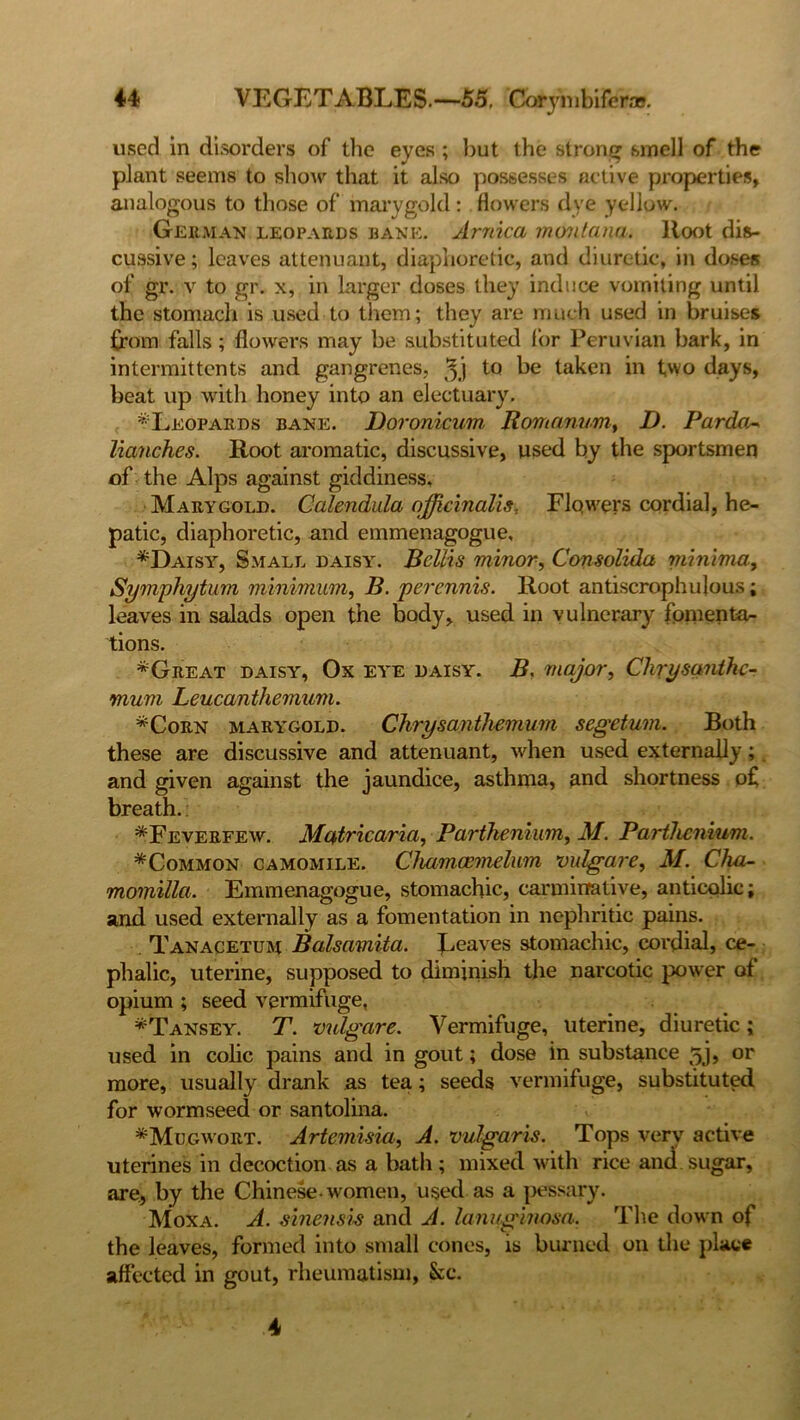 44 VEGETABLES.—55. Corymbiferæ.
used in disorders of the eyes; but the strong smell of the
plant seems to show that it also possesses active properties,
analogous to those of marygold: flowers dye yellow.
German leopards bane. Arnica montana. Root dis-
cussive; leaves attenuant, diaphoretic, and diuretic, in doses
of gr. v to gr. x, in larger doses they induce vomiting until
the stomach is used to them; they are much used in bruises
from falls; flowers may be substituted for Peruvian bark, in
intermittents and gangrenes, ʒj to be taken in two days,
beat up with honey into an electuary.
*Leopards bane. Doronicum Romanum, D. Parda-
lianches. Root aromatic, discussive, used by the sportsmen
of the Alps against giddiness.
Marygold. Calendula officinalis. Flowers cordial, he-
patic, diaphoretic, and emmenagogue.
*Daisy, Small daisy. Bellis minor, Consolida minima,
Symphytum minimum, B. perennis. Root antiscrophulous;
leaves in salads open the body, used in vulnerary fomenta-
tions.
*Great daisy, Ox eye daisy. B. major, Chrysanthe-
mum Leucanthemum.
*Corn marygold. Chrysanthemum segetum. Both
these are discussive and attenuant, when used externally;
and given against the jaundice, asthma, and shortness of
breath.
*Feverfew. Matricaria, Parthenium, M. Parthenium.
*Common camomile. Chamœmelum vulgare, M. Cha-
momilla. Emmenagogue, stomachic, carminative, anticolic;
and used externally as a fomentation in nephritic pains.
Tanacetum Balsamita. Leaves stomachic, cordial, ce-
phalic, uterine, supposed to diminish the narcotic power of
opium; seed vermifuge.
*Tansey. T. vulgare. Vermifuge, uterine, diuretic;
used in colic pains and in gout; dose in substance ʒj, or
more, usually drank as tea; seeds vermifuge, substituted
for wormseed or santolina.
*Mugwort. Artemisia, A. vulgaris. Tops very active
uterines in decoction as a bath; mixed with rice and sugar,
are, by the Chinese women, used as a pessary.
Moxa. A. sinensis and A. lanuginosa. The down of
the leaves, formed into small cones, is burned on the place
affected in gout, rheumatism, &c.
4